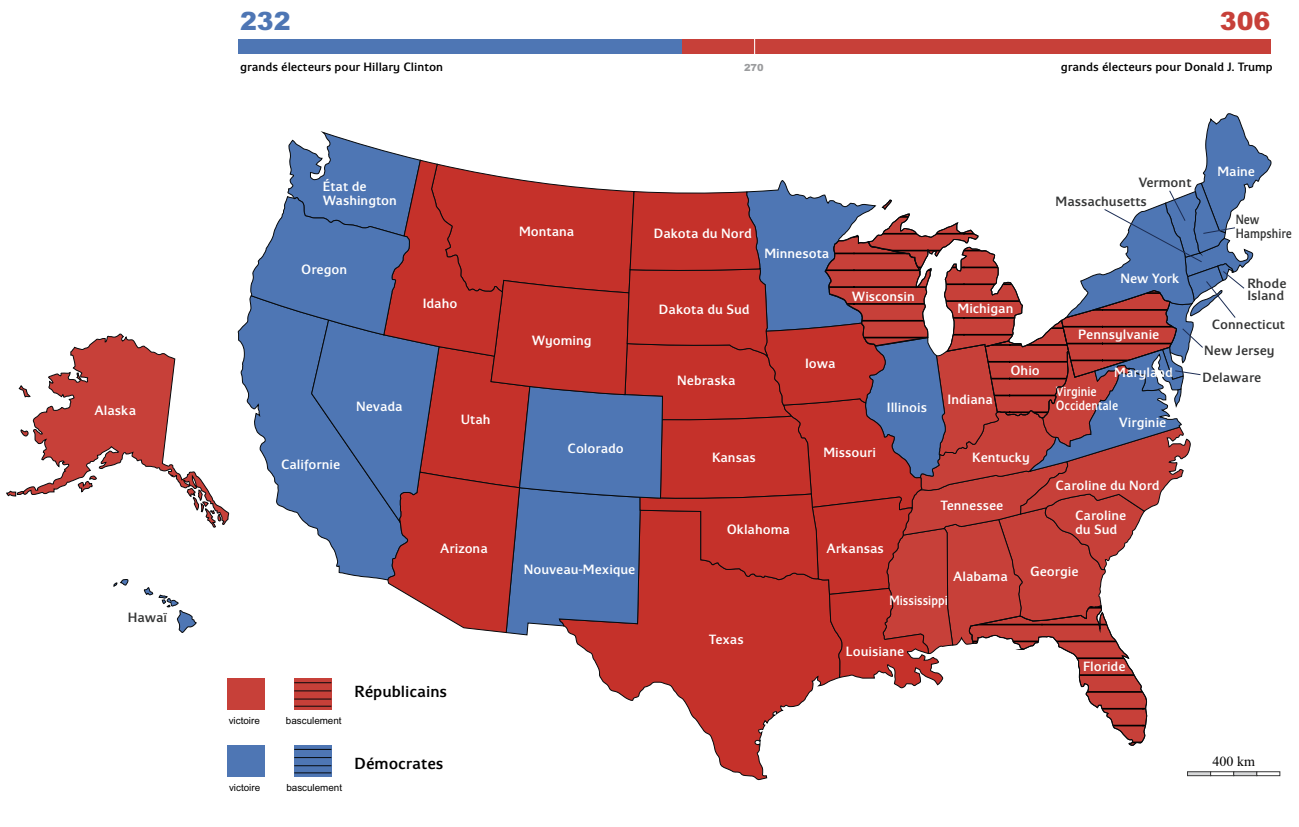 232
306
grands électeurs pour Hillary Clinton
270
grands électeurs pour Donald J. Trump
Maine
Vermont
Massachusetts
New
Hampshire
État de
Washington
Montana
Dakota du Nord
Minnesota
Oregon
New York
Rhode
Island
Idaho
Wisconsin
Michigan
Dakota du Sud
Connecticut
Wyoming
Pennsylvanie
New Jersey
Iowa
Ohio
Maryland
Delaware
Nebraska
Alaska
Nevada
Utah
Illinois
Indiana
Virginie
Occidentale
Virginie
Colorado
Kansas
Missouri
Kentucky
Californie
Caroline du Nord
Tennessee
Caroline
du Sud
Oklahoma
Arizona
Arkansas
Nouveau-Mexique
Alabama
Georgie
Mississippi
Hawaï
Texas
Louisiane
Floride
Républicains
victoire
basculement
Démocrates
victoire
basculement
400 km